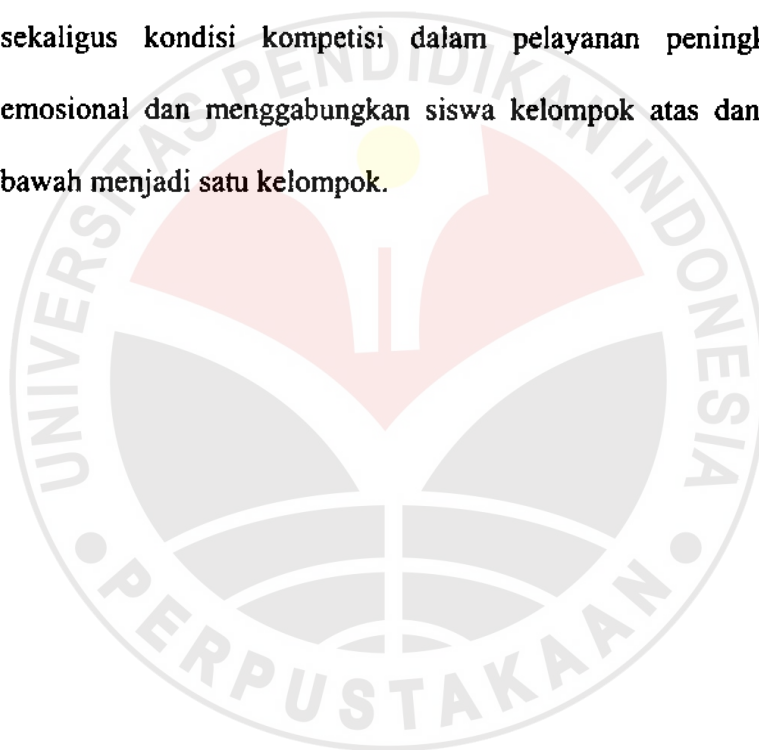 sekaligus kondisi kompetisi dalam pelayanan
emosional dan menggabungkan siswa kelompok atas dan
bawah menjadi satu kelompok.
UNIVERSITAS PENDIDIKAN INDONESIA
PERPUSTAKAAN